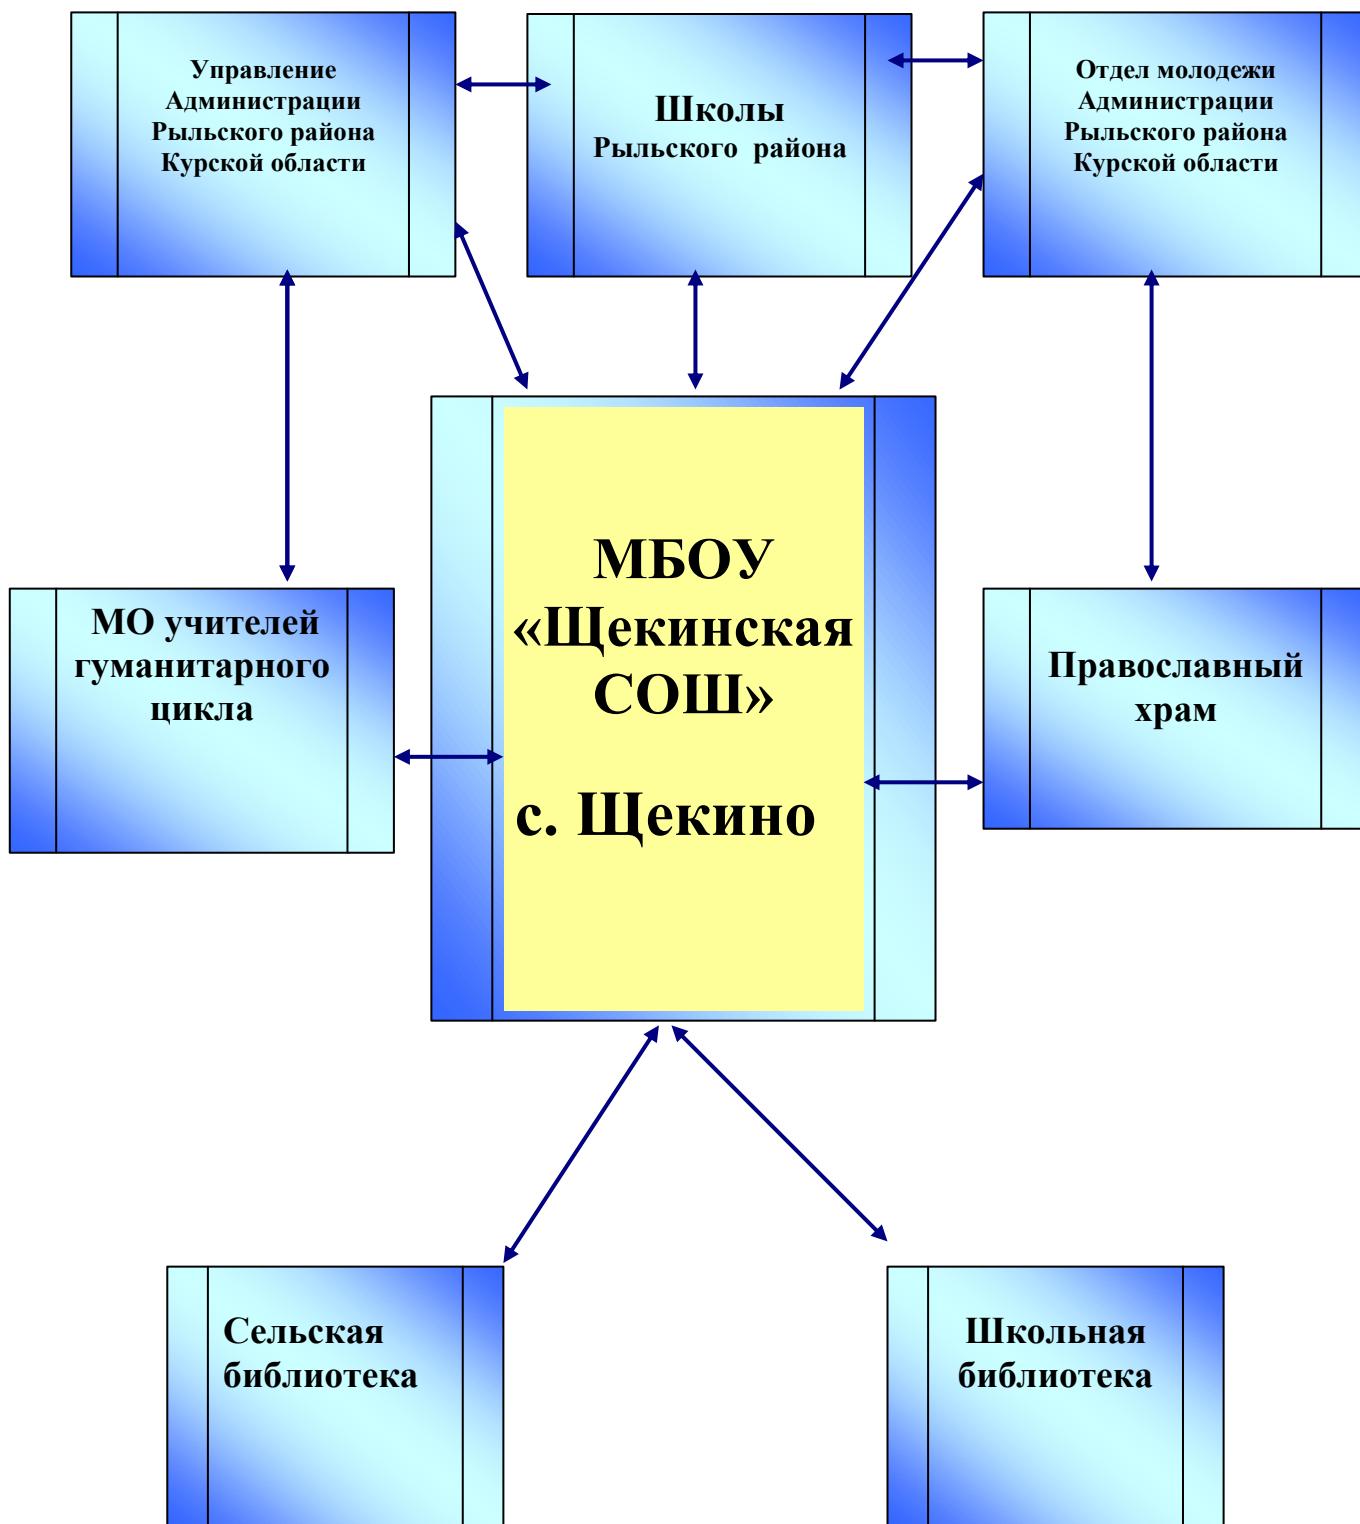 Управление
Администрации
Рыльского района
Курской области
Школы
Рыльского района
Отдел молодежи
Администрации
Рыльского района
Курской области
МО учителей
гуманитарного
цикла
МБОУ
«Щекинская
СОШ»
с. Щекино
Православный
храм
Сельская
библиотека
Школьная
библиотека